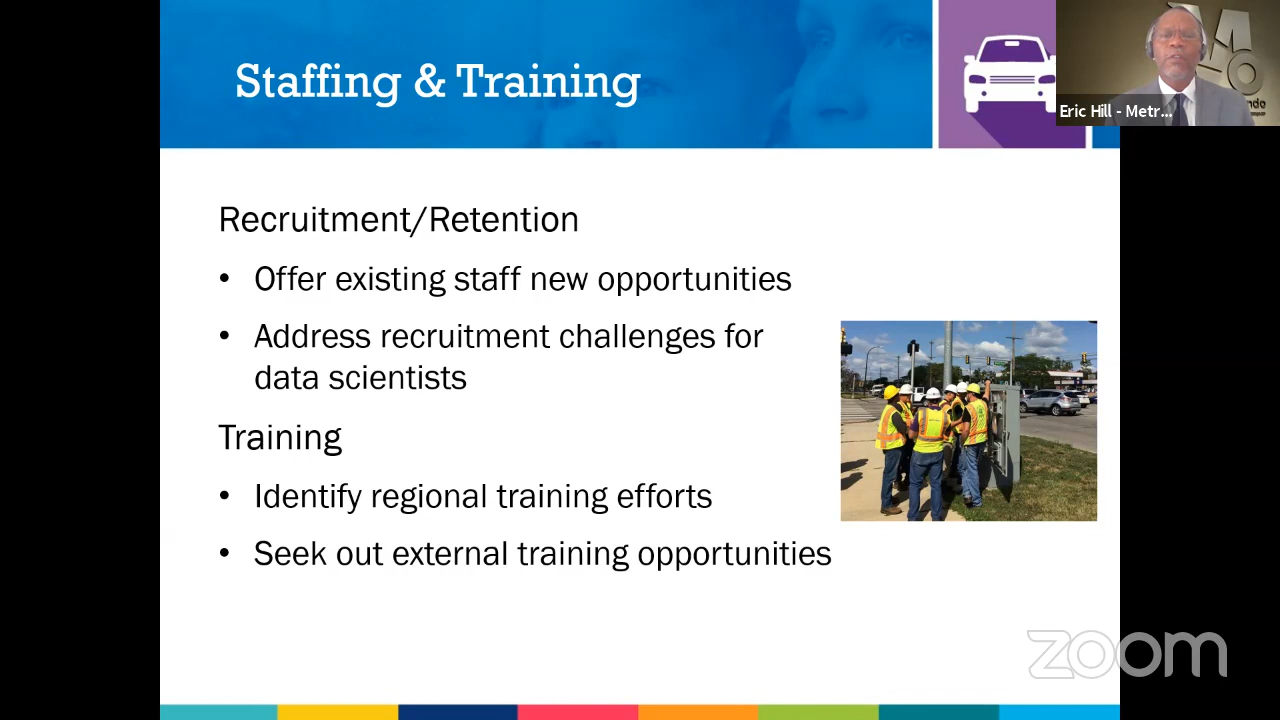 Staffing & Training
Eric Hill - Metr...
Recruitment/Retention
• Offer existing staff new opportunities
• Address recruitment challenges for
data scientists
Training
• Identify regional training efforts
• Seek out external training opportunities
zoom